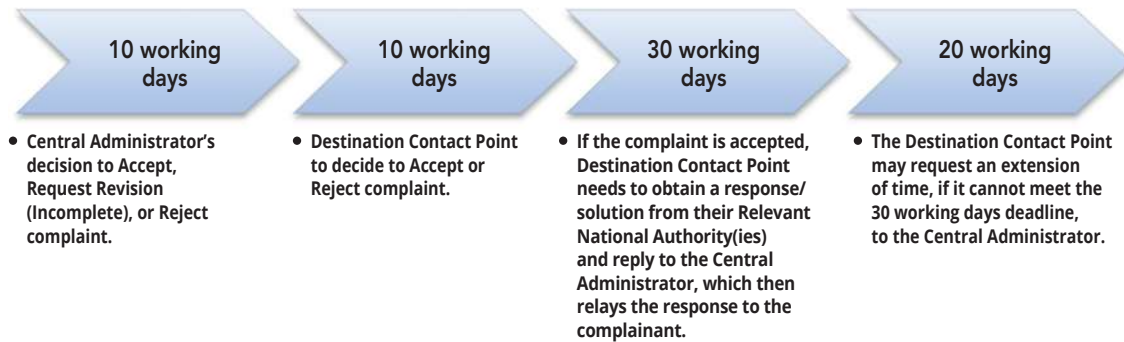 10 working
days
10 working
days
30 working
days
20 working
days
• Central Administrator's
decision to Accept,
Request Revision
(Incomplete), or Reject
complaint.
• Destination Contact Point
to decide to Accept or
Reject complaint.
• If the complaint is accepted,
Destination Contact Point
needs to obtain a response/
solution from their Relevant
National Authority(ies)
and reply to the Central
Administrator, which then
relays the response to the
complainant.
• The Destination Contact Point
may request an extension
of time, if it cannot meet the
30 working days deadline,
to the Central Administrator.